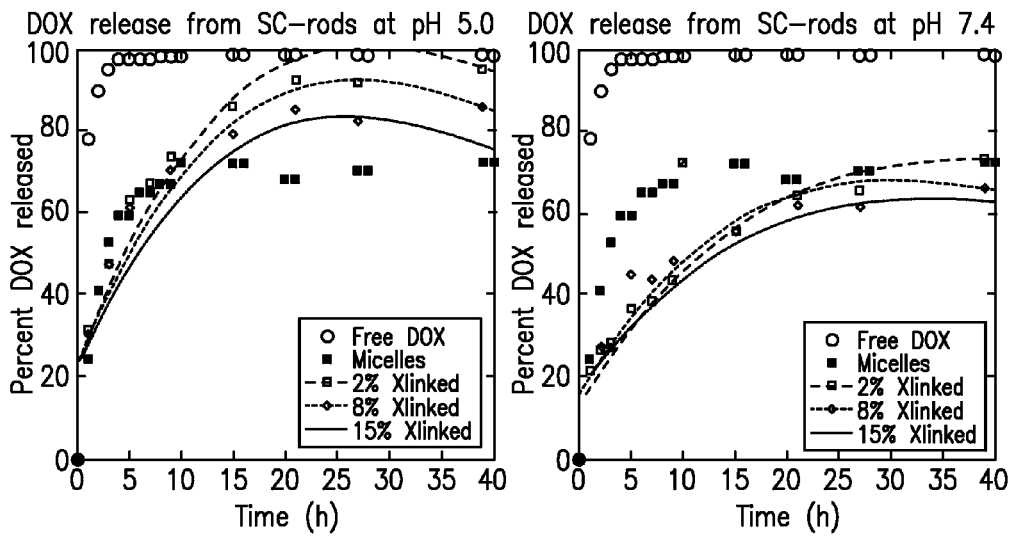 DOX release from SC-rods at pH 5.0
Percent DOX released
100
80
60
40
20
0
0 5 10 15 20 25 30 35 40
Time (h)
Free DOX
Micelles
2% Xlinked
8% Xlinked
15% Xlinked
DOX release from SC-rods at pH 7.4
Percent DOX released
100
80
60
40
20
0
0 5 10 15 20 25 30 35 40
Time (h)
Free DOX
Micelles
2% Xlinked
8% Xlinked
15% Xlinked